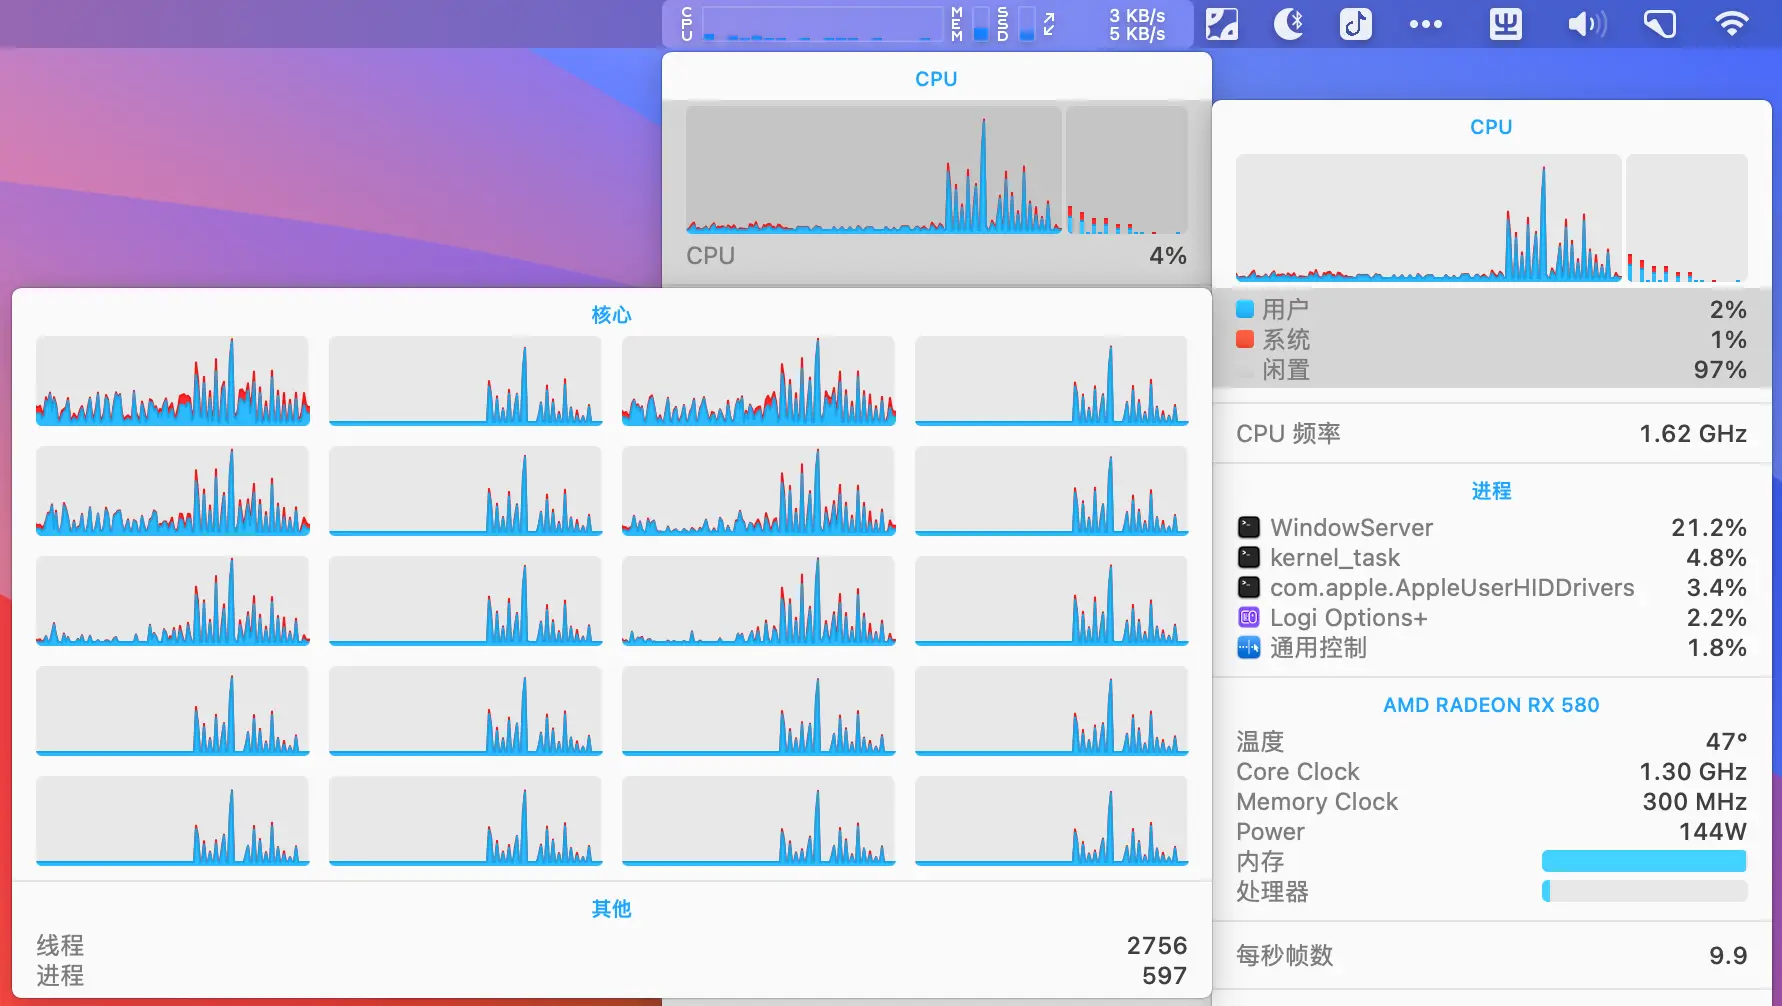 CPU
MEM
SSD
3 KB/s
5 KB/s
CPU
CPU 4%
核心
其他
线程 2756
进程 597
CPU
用户 2%
系统 1%
闲置 97%
CPU 频率 1.62 GHz
进程
WindowServer 21.2%
kernel_task 4.8%
com.apple.AppleUserHIDDrivers 3.4%
Logi Options+ 2.2%
通用控制 1.8%
AMD RADEON RX 580
温度 47°
Core Clock 1.30 GHz
Memory Clock 300 MHz
Power 144W
内存
处理器
每秒帧数 9.9